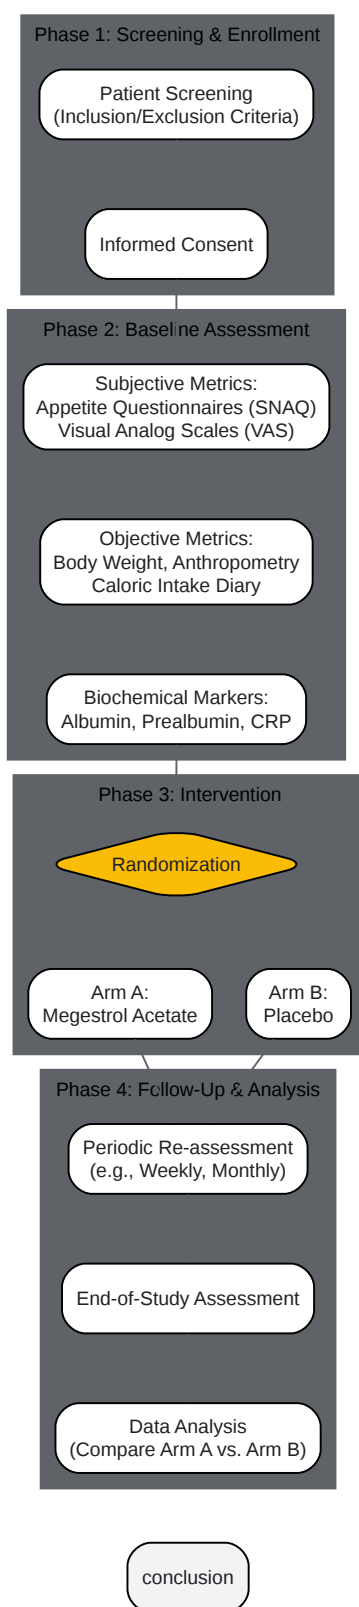 Phase 1: Screening & Enrollment
Patient Screening
(Inclusion/Exclusion Criteria)
Informed Consent
Phase 2: Baseline Assessment
Subjective Metrics:
Appetite Questionnaires (SNAQ)
Visual Analog Scales (VAS)
Objective Metrics:
Body Weight, Anthropometry
Caloric Intake Diary
Biochemical Markers:
Albumin, Prealbumin, CRP
Phase 3: Intervention
Randomization
Arm A:
Megestrol Acetate
Arm B:
Placebo
Phase 4: Follow-Up & Analysis
Periodic Re-assessment
(e.g., Weekly, Monthly)
End-of-Study Assessment
Data Analysis
(Compare Arm A vs. Arm B)
conclusion